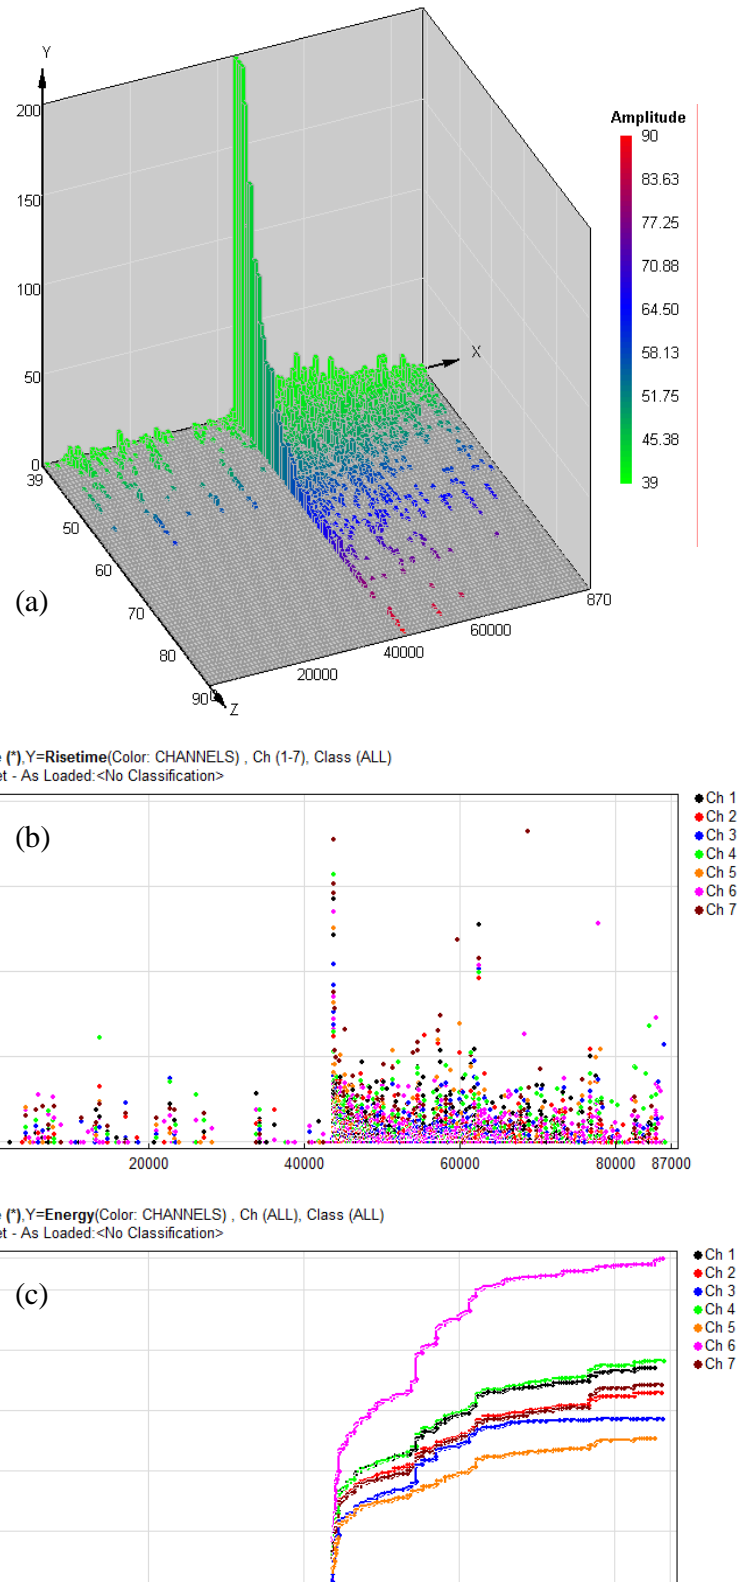 Y
200
150
100
50
0
39
50
60
70
80
90
Z
X
20000
40000
60000
870
Amplitude
90
83.63
77.25
70.88
64.50
58.13
51.75
45.38
39
(a)
(*),Y=Risetime(Color: CHANNELS) , Ch (1-7), Class (ALL)
- As Loaded:<No Classification>
(b)
Ch 1
Ch 2
Ch 3
Ch 4
Ch 5
Ch 6
Ch 7
20000 40000 60000 80000 87000
(*),Y=Energy(Color: CHANNELS) , Ch (ALL), Class (ALL)
- As Loaded:<No Classification>
(c)
Ch 1
Ch 2
Ch 3
Ch 4
Ch 5
Ch 6
Ch 7